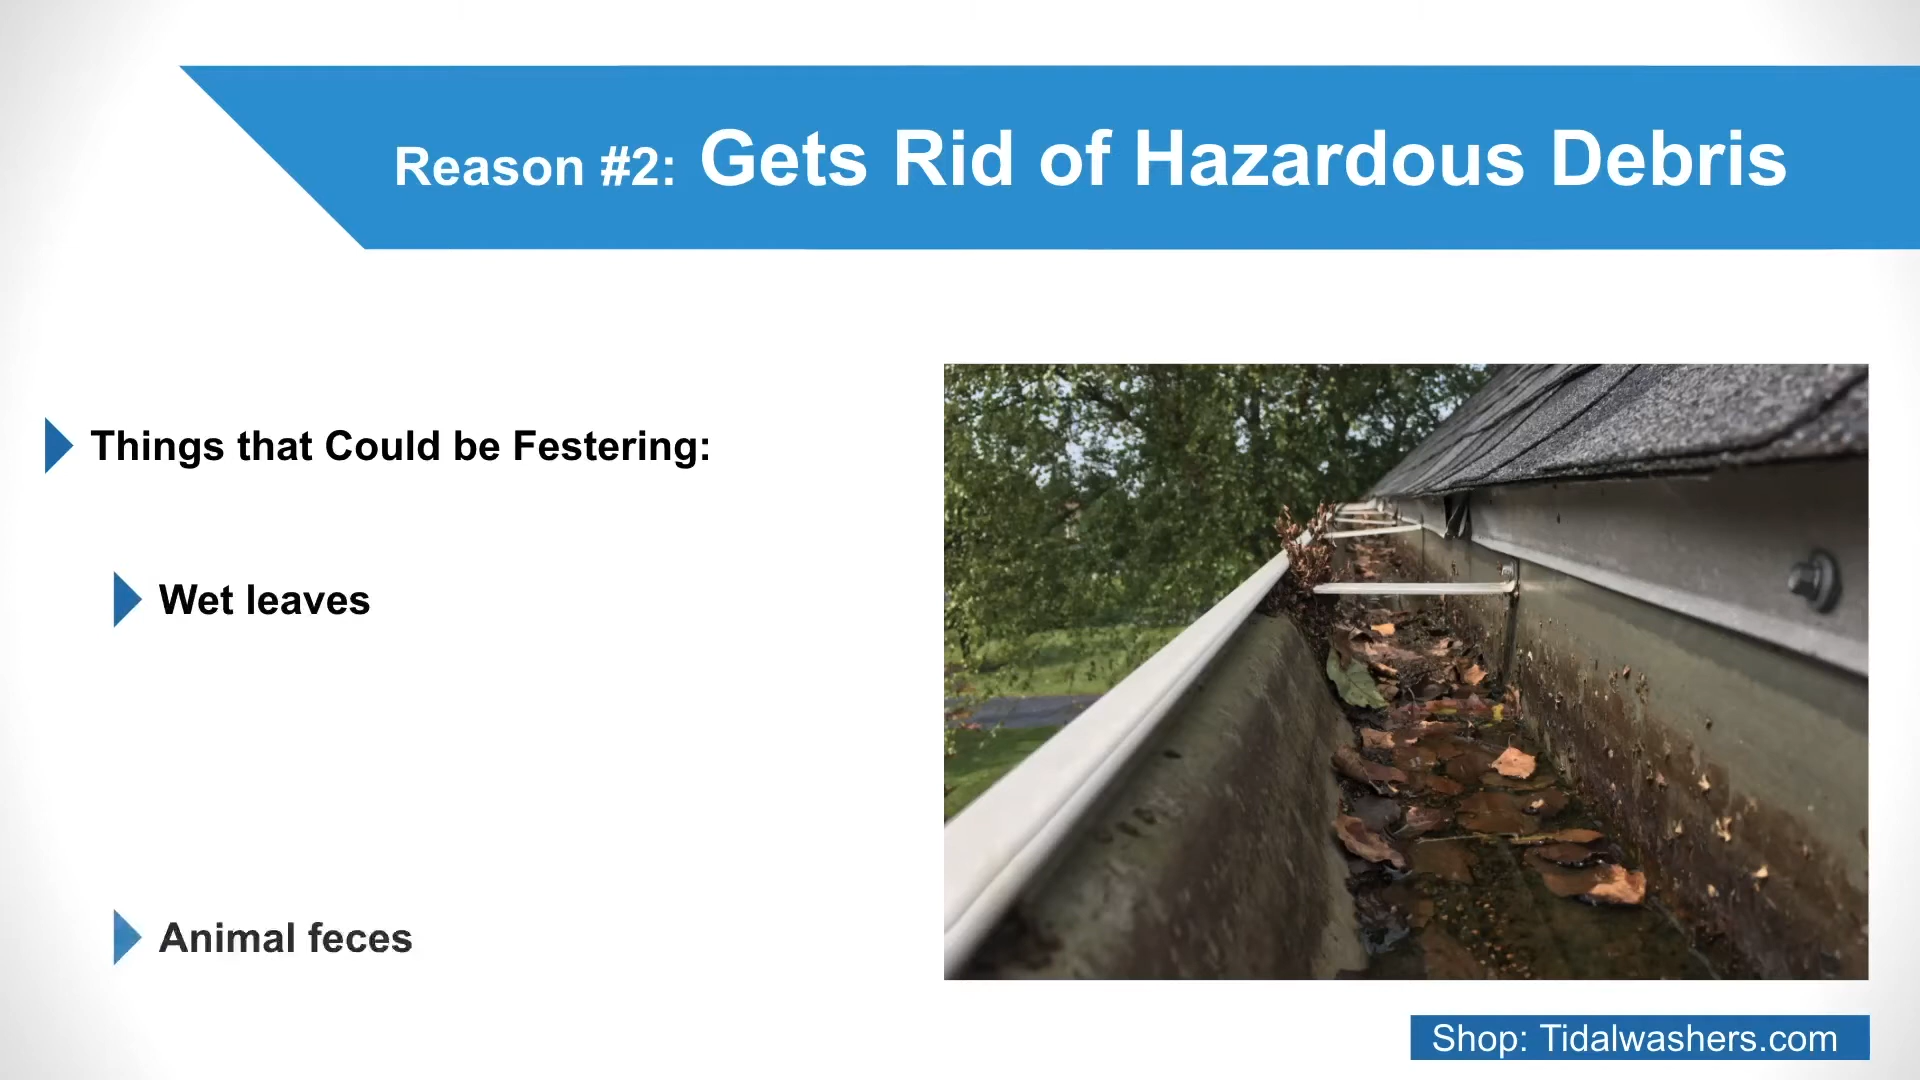 Reason #2: Gets Rid of Hazardous Debris
Things that Could be Festering:
Wet leaves
Animal feces
Shop: Tidalwashers.com